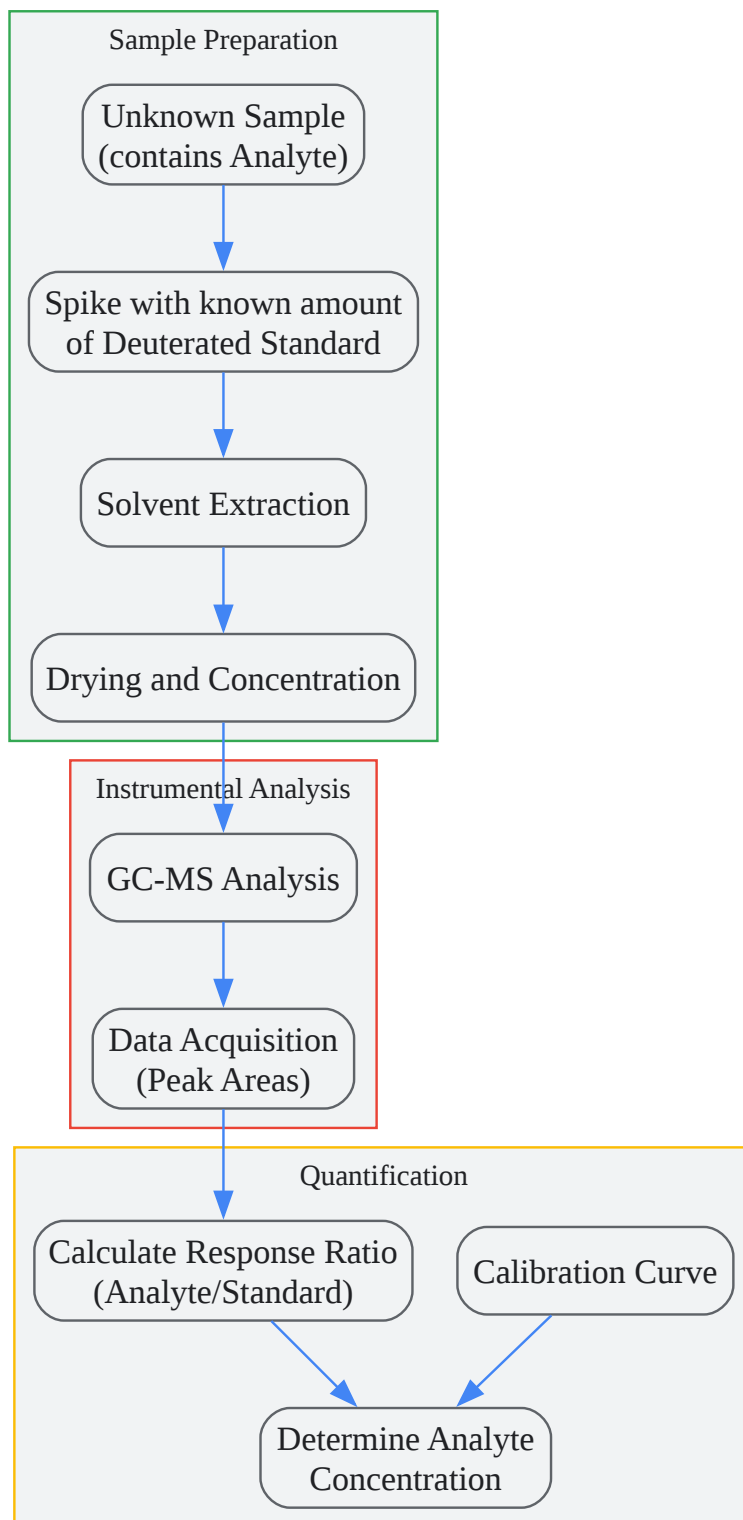 Sample Preparation
Unknown Sample
(contains Analyte)
Spike with known amount
of Deuterated Standard
Solvent Extraction
Drying and Concentration
Instrumental Analysis
GC-MS Analysis
Data Acquisition
(Peak Areas)
Quantification
Calculate Response Ratio
(Analyte/Standard)
Calibration Curve
Determine Analyte
Concentration